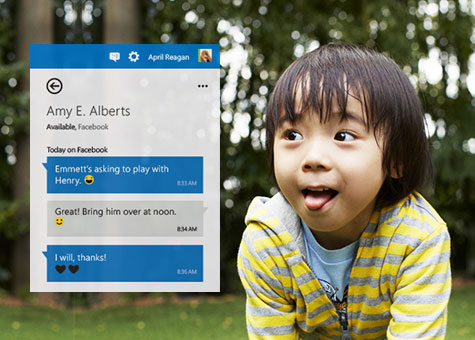 April Reagan
Amy E. Alberts
Available, Facebook
Today on Facebook
Emmett's asking to play with
Henry. 😄
8:33 AM
Great! Bring him over at noon.
🙂
8:34 AM
I will, thanks!
🖤🖤
8:36 AM